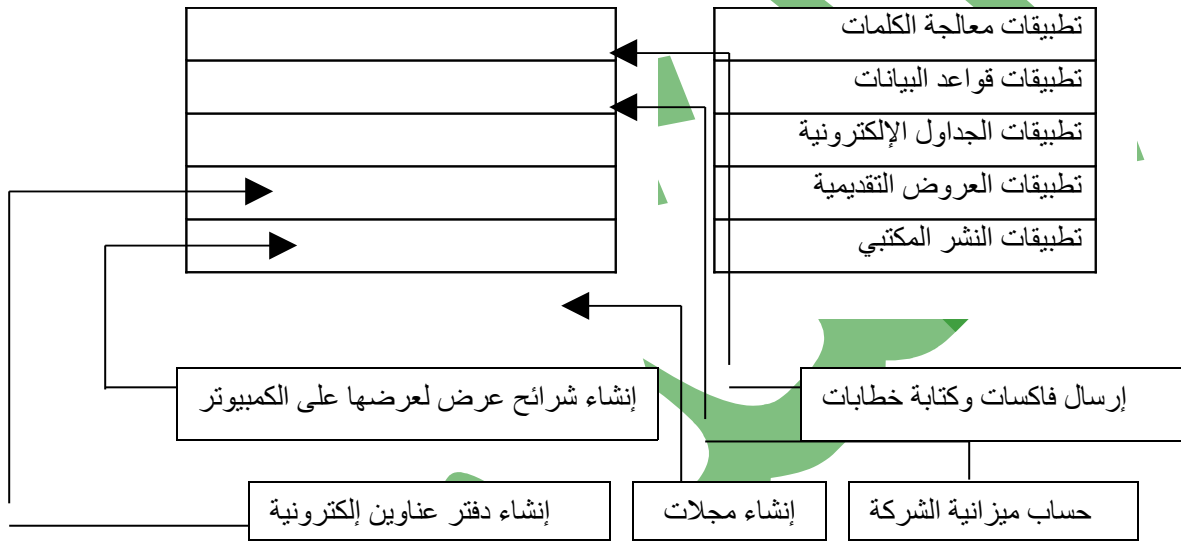 تطبيقات معالجة الكلمات
تطبيقات قواعد البيانات
تطبيقات الجداول الإلكترونية
تطبيقات العروض التقديمية
تطبيقات النشر المكتبي
إرسال فاكسات وكتابة خطابات
إنشاء شرائح عرض لعرضها على الكمبيوتر
حساب ميزانية الشركة
إنشاء مجلات
إنشاء دفتر عناوين إلكترونية